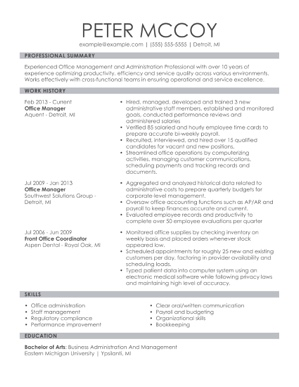 PETER MCCOY
example@example.com | (555) 555-5555 | Detroit, MI
PROFESSIONAL SUMMARY
Experienced Office Management and Administration Professional with over 10 years of
experience optimizing productivity, efficiency and service quality across various environments.
Works effectively with cross-functional teams in ensuring operational and service excellence.
WORK HISTORY
Feb 2013 - Current
Office Manager
Aquent - Detroit, MI
• Hired, managed, developed and trained 5 new
administrative staff members, established and monitored
goals, conducted performance reviews and
administered salaries
• Verified 85 salaried and hourly employee time cards to
prepare accurate bi-weekly payroll.
• Recruited, interviewed, and hired over 15 qualified
candidates for vacant and new positions.
• Streamlined office operations by computerizing
activities, managing customer communications,
scheduling payments and tracking records and
documents.
Jul 2009 - Jan 2013
Office Manager
Southwest Solutions Group -
Detroit, MI
• Aggregated and analyzed historical data related to
administrative costs to prepare quarterly budgets for
corporate-level management.
• Oversaw office accounting functions such as AP/AR and
payroll to keep finances accurate and current.
• Evaluated employee records and productivity to
complete over 50 employee evaluations per quarter
Jul 2006 - Jun 2009
Front Office Coordinator
Aspen Dental - Royal Oak, MI
• Monitored office supplies by checking inventory on
weekly basis and placed orders whenever stock
appeared low.
• Scheduled appointments for roughly 25 new and existing
customers per day, factoring in provider availability and
scheduling loads.
• Typed patient data into computer system using an
electronic medical software while following privacy laws
and maintaining high level of accuracy.
SKILLS
• Office administration
• Staff management
• Regulatory compliance
• Performance improvement
• Clear oral/written communication
• Payroll and budgeting
• Organizational skills
• Bookkeeping
EDUCATION
Bachelor of Arts: Business Administration And Management
Eastern Michigan University | Ypsilanti, MI